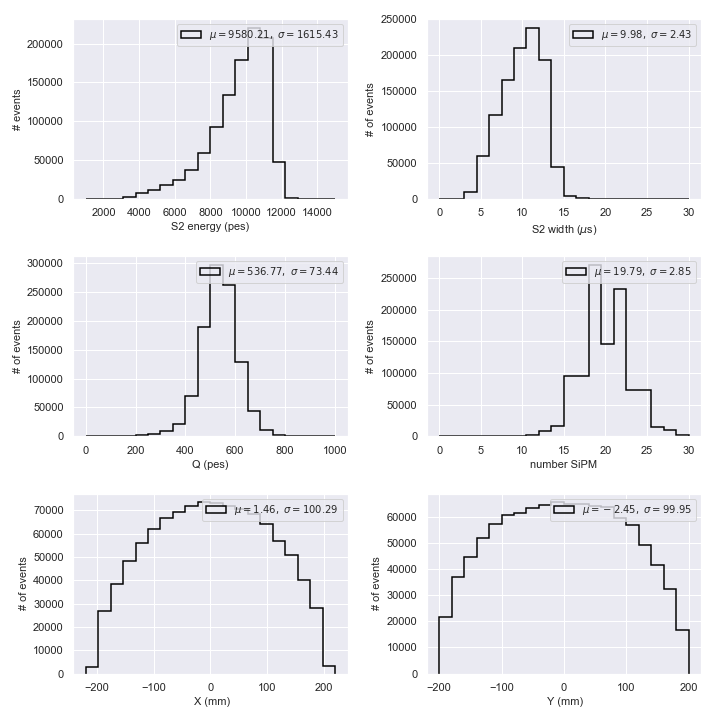 μ = 9580.21, σ = 1615.43
# events
200000
150000
100000
50000
0
2000 4000 6000 8000 10000 12000 14000
S2 energy (pes)
μ = 9.98, σ = 2.43
# of events
250000
200000
150000
100000
50000
0
0 5 10 15 20 25 30
S2 width (μs)
μ = 536.77, σ = 73.44
# of events
300000
250000
200000
150000
100000
50000
0
0 200 400 600 800 1000
Q (pes)
μ = 19.79, σ = 2.85
# of events
250000
200000
150000
100000
50000
0
0 5 10 15 20 25 30
number SiPM
μ = 1.46, σ = 100.29
# of events
70000
60000
50000
40000
30000
20000
10000
0
−200 −100 0 100 200
X (mm)
μ = −2.45, σ = 99.95
# of events
60000
50000
40000
30000
20000
10000
0
−200 −100 0 100 200
Y (mm)